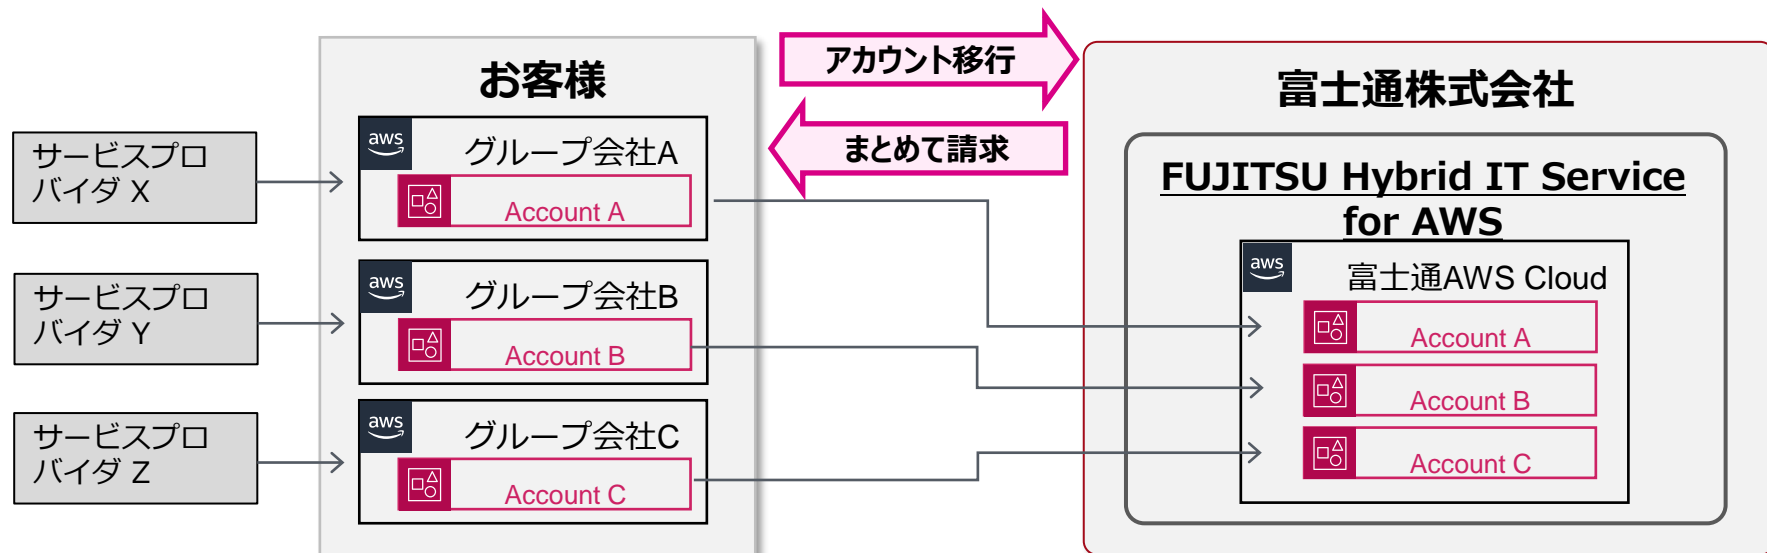 アカウント移行
まとめて請求
サービスプロ
バイダ X
サービスプロ
バイダ Y
サービスプロ
バイダ Z
お客様
aws
グループ会社A
Account A
aws
グループ会社B
Account B
aws
グループ会社C
Account C
富士通株式会社
FUJITSU Hybrid IT Service
for AWS
aws
富士通AWS Cloud
Account A
Account B
Account C